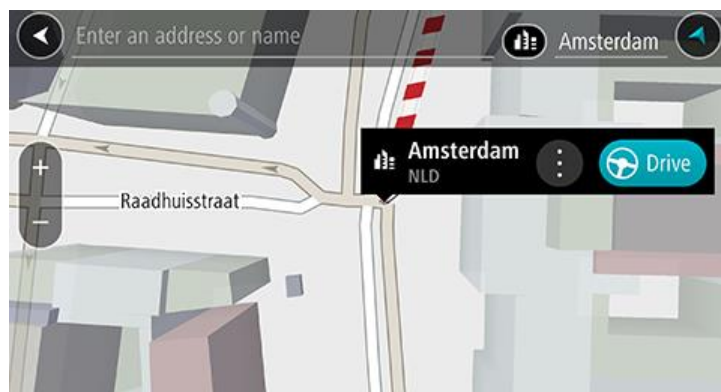 Enter an address or name
Amsterdam
Amsterdam
NLD
Drive
Raadhuisstraat